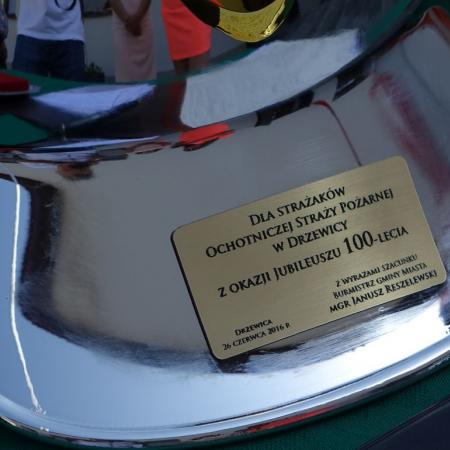 DLA STRAŻAKÓW
OCHOTNICZEJ STRAŻY POŻARNEJ
W DRZEWICY
Z OKAZJI JUBILEUSZU 100-LECIA
Z WYRAZAMI SZACUNKU
BURMISTRZ GMINY MIASTA
MGR JANUSZ RESZELEWSKI
DRZEWICA
26 CZERWCA 2016 R